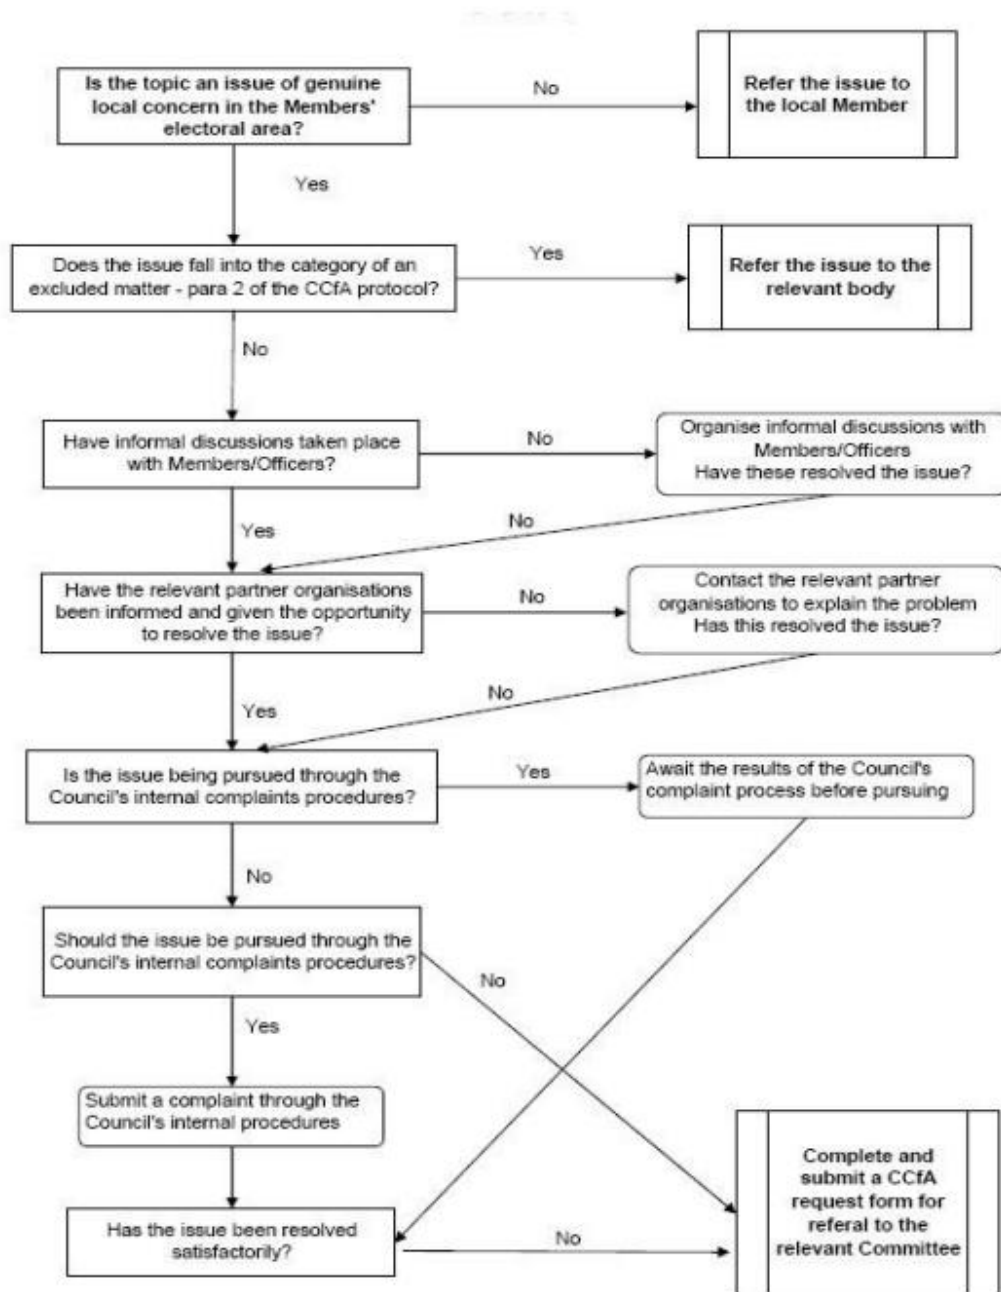 Is the topic an issue of genuine
local concern in the Members'
electoral area?
No
Refer the issue to
the local Member
Yes
Does the issue fall into the category of an
excluded matter - para 2 of the CCfA protocol?
Yes
Refer the issue to the
relevant body
No
Have informal discussions taken place
with Members/Officers?
No
Organise informal discussions with
Members/Officers
Have these resolved the issue?
No
Yes
Have the relevant partner organisations
been informed and given the opportunity
to resolve the issue?
No
Contact the relevant partner
organisations to explain the problem
Has this resolved the issue?
No
Yes
Is the issue being pursued through the
Council's internal complaints procedures?
Yes
Await the results of the Council's
complaint process before pursuing
No
Should the issue be pursued through the
Council's internal complaints procedures?
No
Yes
Submit a complaint through the
Council's internal procedures
Complete and
submit a CCfA
request form for
referal to the
relevant Committee
Has the issue been resolved
satisfactorily?
No